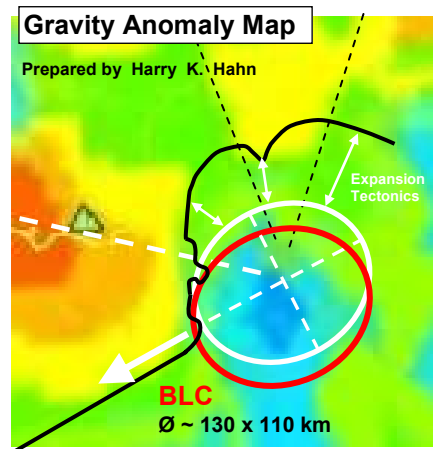 Gravity Anomaly Map
Prepared by Harry K. Hahn
Expansion
Tectonics
BLC
Ø ~ 130 x 110 km